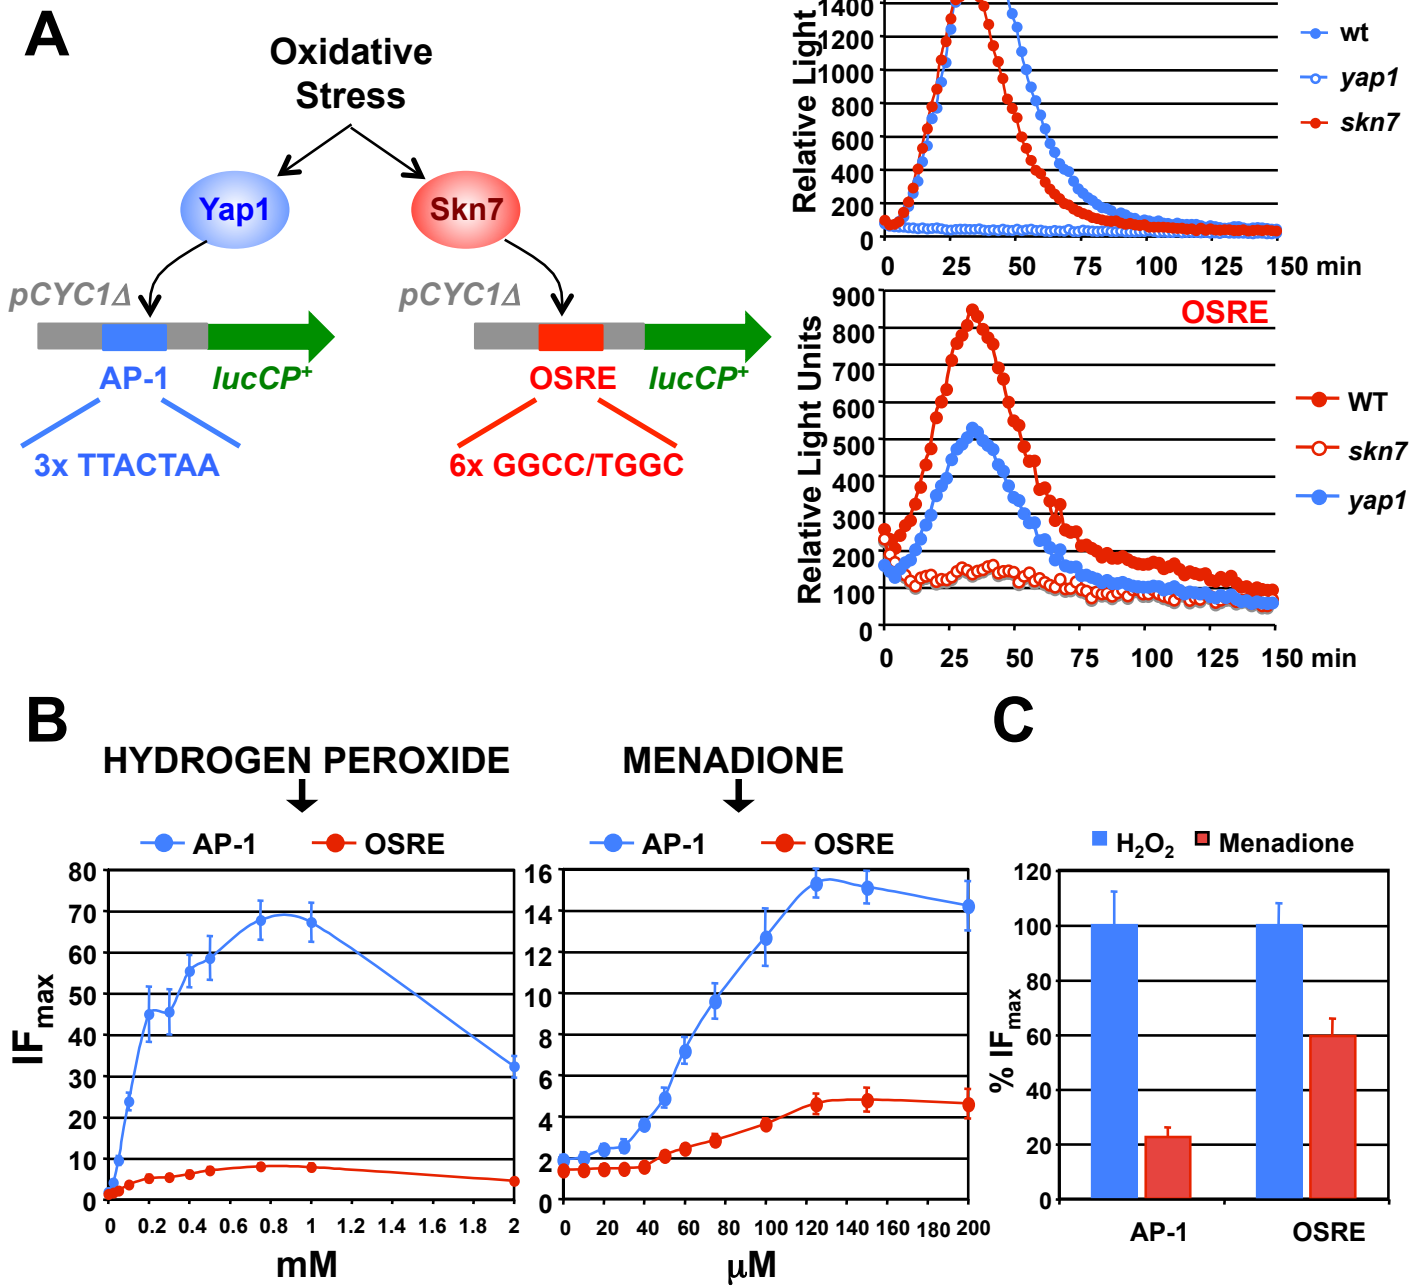 A
Oxidative
Stress
Yap1
Skn7
pCYC1Δ
pCYC1Δ
AP-1
lucCP+
OSRE
lucCP+
3x TTACTAA
6x GGCC/TGGC
Relative Light
1400
1200
1000
800
600
400
200
0
0 25 50 75 100 125 150 min
wt
yap1
skn7
OSRE
Relative Light Units
900
800
700
600
500
400
300
200
100
0
0 25 50 75 100 125 150 min
WT
skn7
yap1
B
HYDROGEN PEROXIDE
AP-1 OSRE
IFmax
80
70
60
50
40
30
20
10
0
0 0.2 0.4 0.6 0.8 1 1.2 1.4 1.6 1.8 2
mM
MENADIONE
AP-1 OSRE
16
14
12
10
8
6
4
2
0
0 20 40 60 80 100 120 140 160 180 200
μM
C
H2O2 Menadione
% IFmax
120
100
80
60
40
20
0
AP-1 OSRE